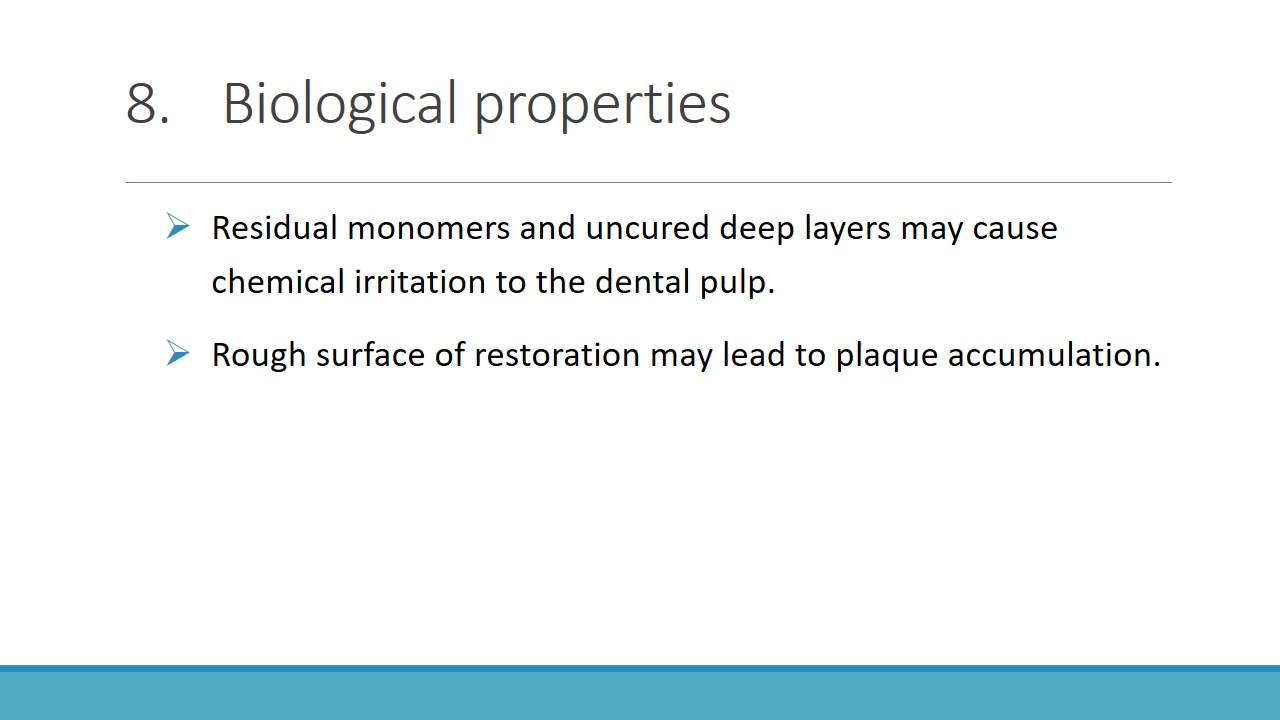 8. Biological properties
Residual monomers and uncured deep layers may cause
chemical irritation to the dental pulp.
Rough surface of restoration may lead to plaque accumulation.